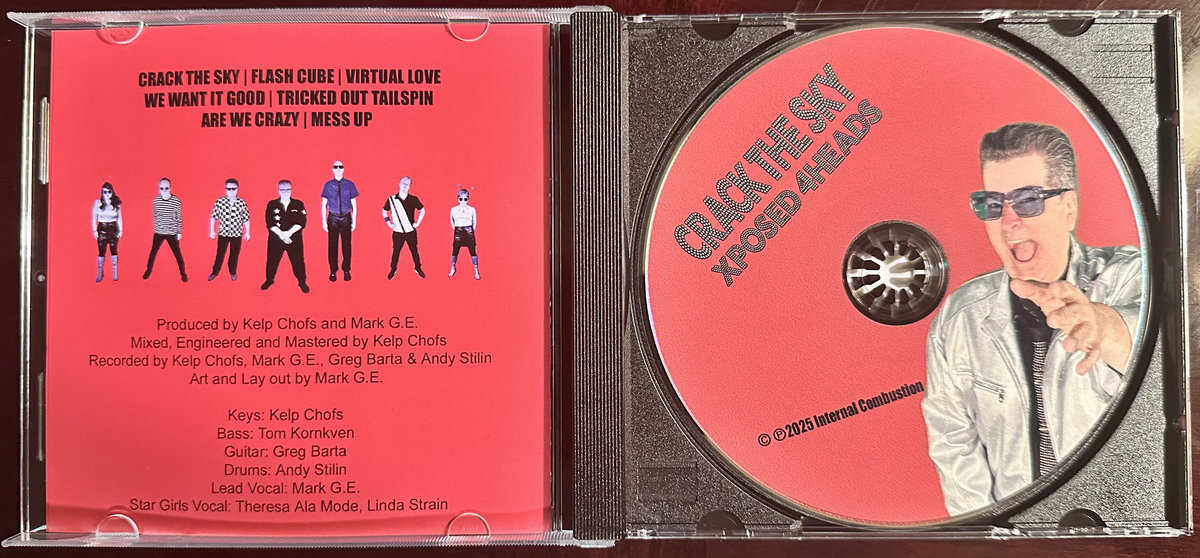 CRACK THE SKY | FLASH CUBE | VIRTUAL LOVE
WE WANT IT GOOD | TRICKED OUT TAILSPIN
ARE WE CRAZY | MESS UP
Produced by Kelp Chofs and Mark G.E.
Mixed, Engineered and Mastered by Kelp Chofs
Recorded by Kelp Chofs, Mark G.E., Greg Barta & Andy Stilin
Art and Lay out by Mark G.E.
Keys: Kelp Chofs
Bass: Tom Kornkven
Guitar: Greg Barta
Drums: Andy Stilin
Lead Vocal: Mark G.E.
Star Girls Vocal: Theresa Ala Mode, Linda Strain
CRACK THE SKY
XPOSED 4HEADS
© ℗2025 Internal Combustion